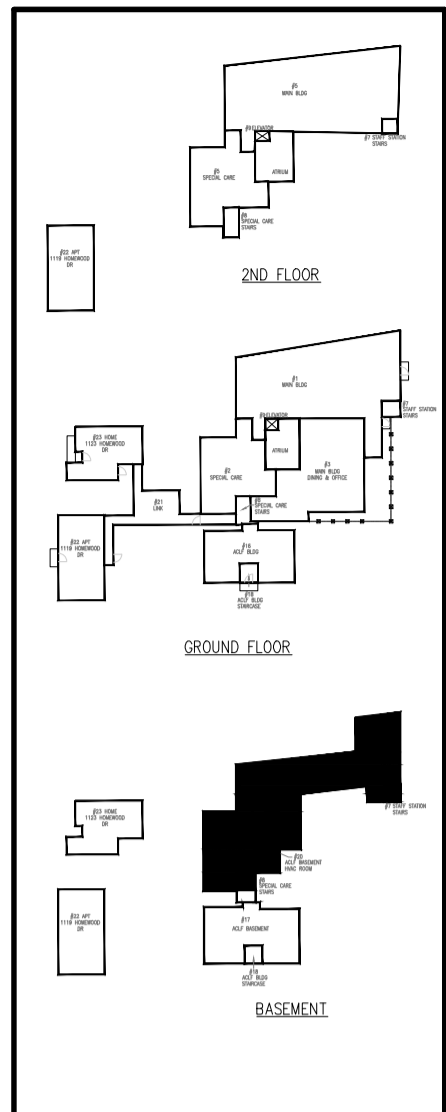 #5
MAIN BLDG
#9 ELEVATOR
#7 STAFF STATION
STAIRS
#6
SPECIAL CARE
ATRIUM
#8
SPECIAL CARE
STAIRS
#22 APT
1119 HOMEWOOD
DR
2ND FLOOR
#1
MAIN BLDG
#7
STAFF STATION
STAIRS
#23 HOME
1123 HOMEWOOD
DR
#9 ELEVATOR
ATRIUM
#3
MAIN BLDG
DINING & OFFICE
#2
SPECIAL CARE
#21
LINK
#8
SPECIAL CARE
STAIRS
#22 APT
1119 HOMEWOOD
DR
#16
ACLF BLDG
#18
ACLF BLDG
STAIRCASE
GROUND FLOOR
#7 STAFF STATION
STAIRS
#23 HOME
1123 HOMEWOOD
DR
#20
ACLF BASEMENT
HVAC ROOM
#8
SPECIAL CARE
STAIRS
#22 APT
1119 HOMEWOOD
DR
#17
ACLF BASEMENT
#18
ACLF BLDG
STAIRCASE
BASEMENT